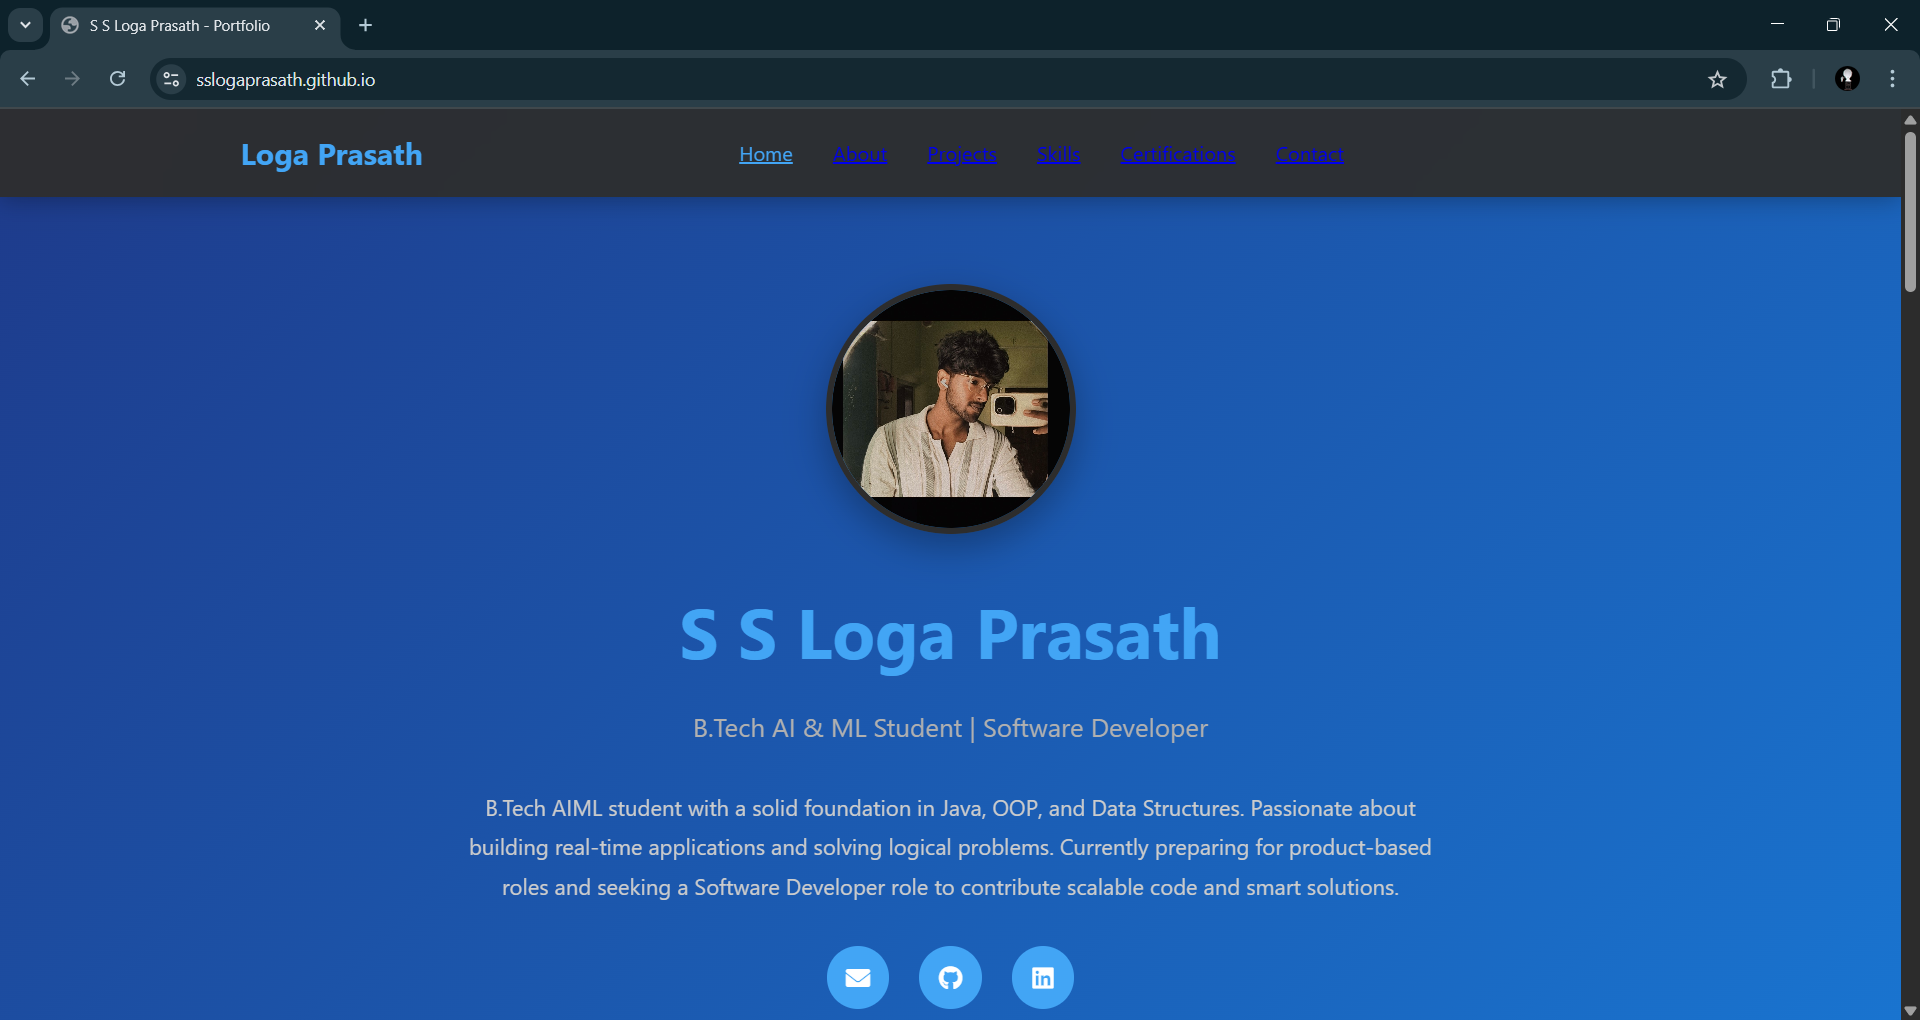 S S Loga Prasath - Portfolio
sslogaprasath.github.io
Loga Prasath
Home About Projects Skills Certifications Contact
S S Loga Prasath
B.Tech AI & ML Student | Software Developer
B.Tech AIML student with a solid foundation in Java, OOP, and Data Structures. Passionate about
building real-time applications and solving logical problems. Currently preparing for product-based
roles and seeking a Software Developer role to contribute scalable code and smart solutions.
in